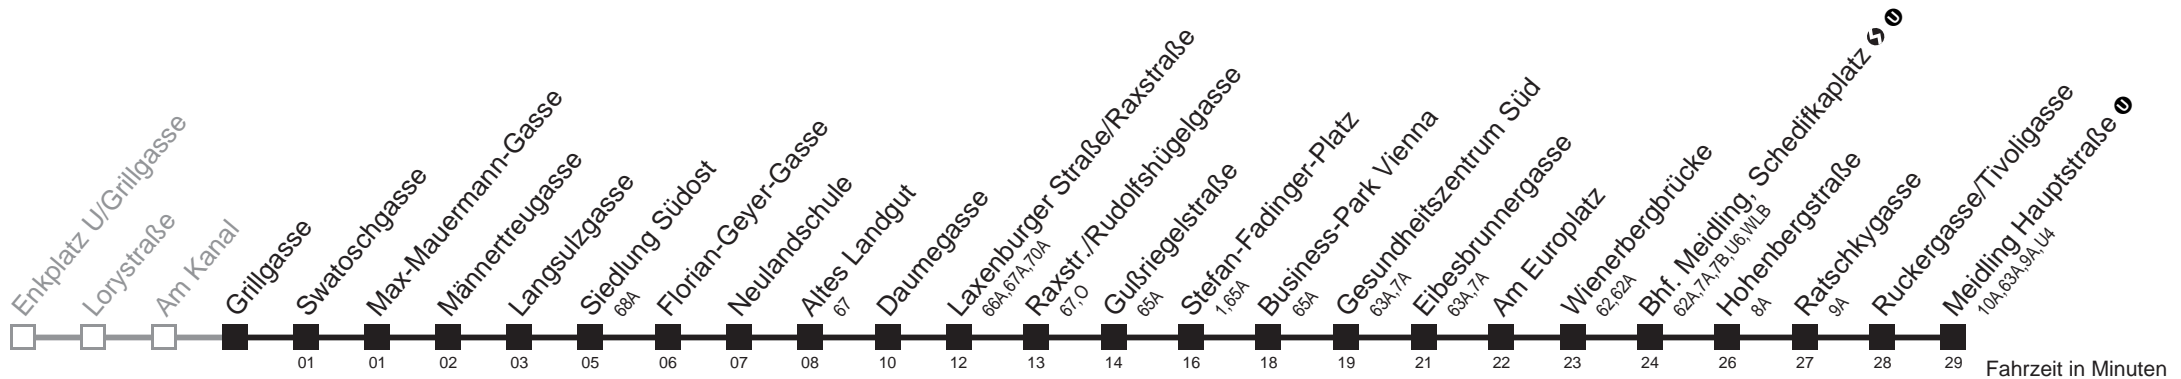 Enkplatz U/Grillgasse
Lorystraße
Am Kanal
Grillgasse
Swatoschgasse
01
Max-Mauermann-Gasse
01
Männertreugasse
02
Langsulzgasse
03
Siedlung Südost
68A
05
Florian-Geyer-Gasse
06
Neulandschule
07
Altes Landgut
67
08
Daumegasse
10
Laxenburger Straße/Raxstraße
66A,67A,70A
12
Raxstr./Rudolfshügelgasse
67,O
13
Gußriegelstraße
65A
14
Stefan-Fadinger-Platz
1,65A
16
Business-Park Vienna
65A
18
Gesundheitszentrum Süd
63A,7A
19
Eibesbrunnergasse
63A,7A
21
Am Europlatz
22
Wienerbergbrücke
62,62A
23
Bhf. Meidling, Schedifkaplatz S U
62A,7A,7B,U6,WLB
24
Hohenbergstraße
8A
26
Ratschkygasse
9A
27
Ruckergasse/Tivoligasse
28
Meidling Hauptstraße U
10A,63A,9A,U4
29
Fahrzeit in Minuten